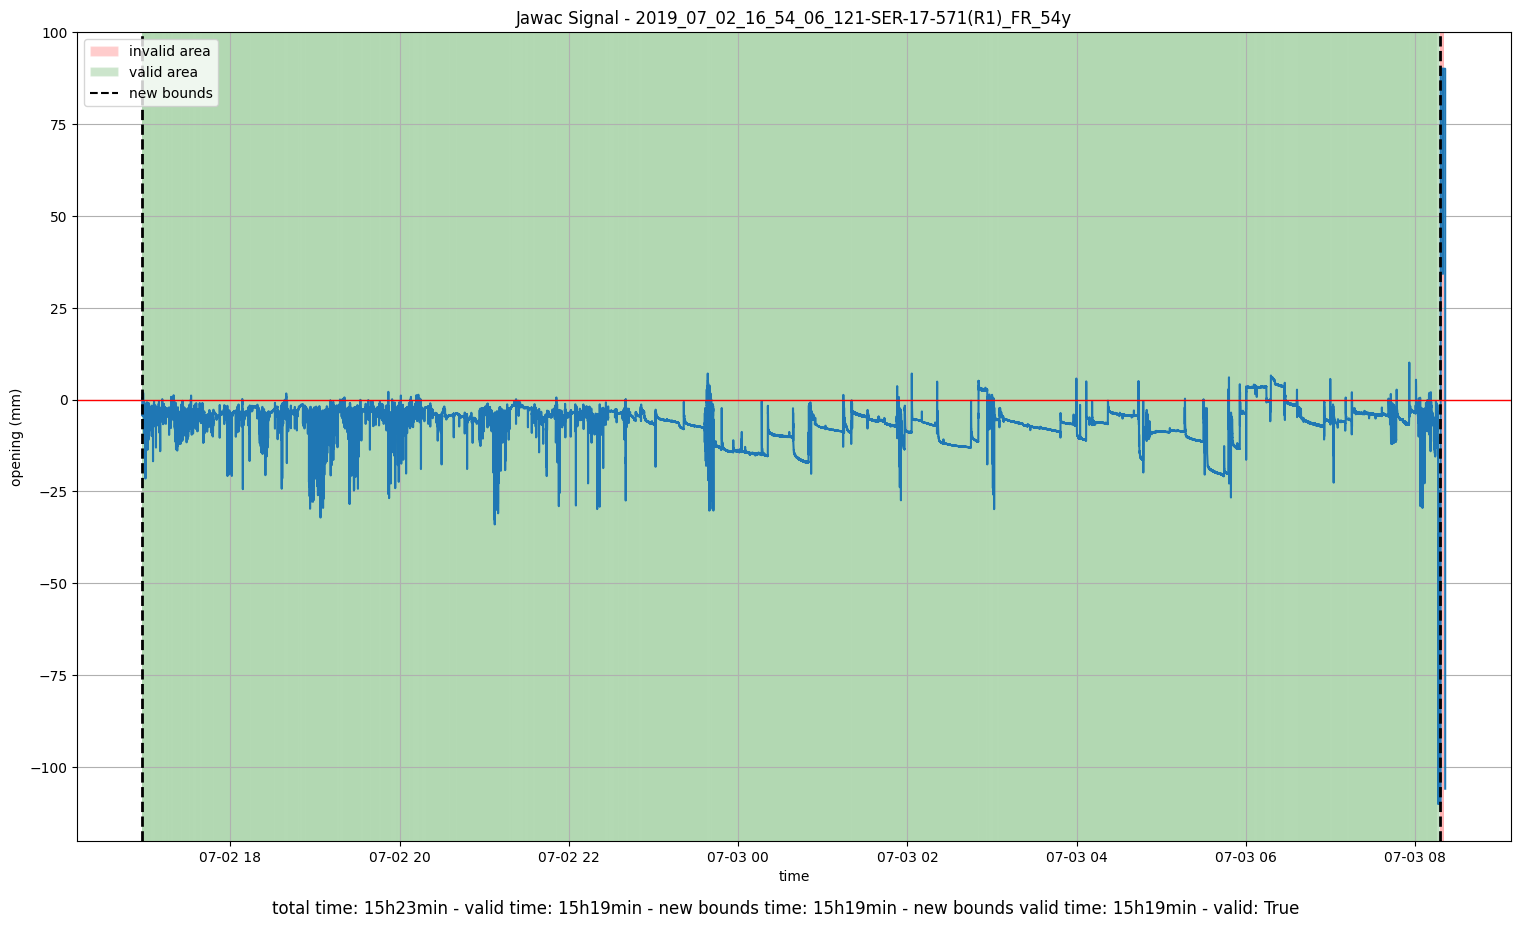 Jawac Signal - 2019_07_02_16_54_06_121-SER-17-571(R1)_FR_54y
invalid area
valid area
new bounds
100
75
50
25
0
−25
−50
−75
−100
opening (mm)
07-02 18
07-02 20
07-02 22
07-03 00
07-03 02
07-03 04
07-03 06
07-03 08
time
total time: 15h23min - valid time: 15h19min - new bounds time: 15h19min - new bounds valid time: 15h19min - valid: True